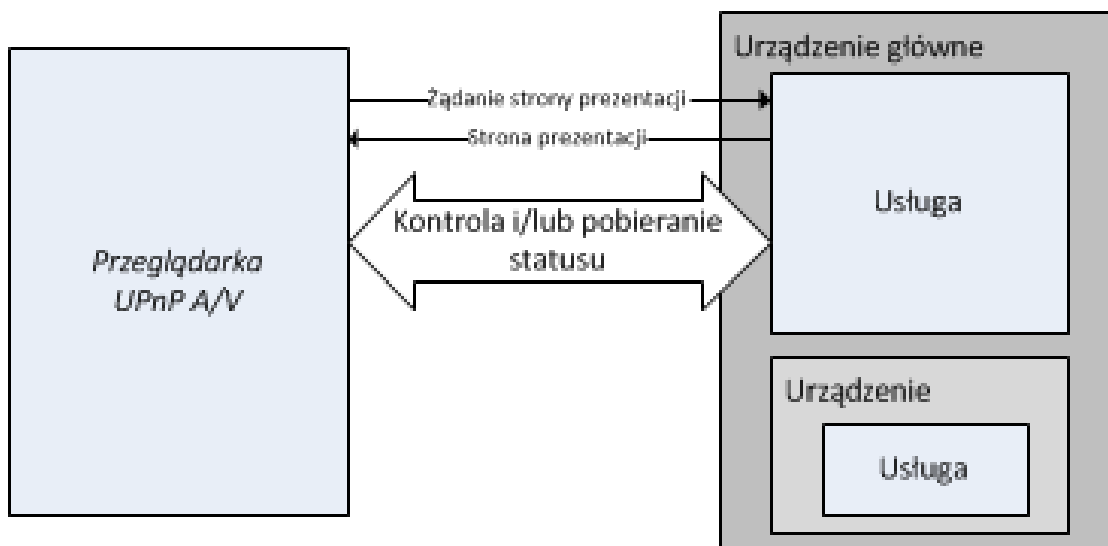 Urządzenie główne
Żądanie strony prezentacji
Strona prezentacji
Usługa
Kontrola i/lub pobieranie
statusu
Przeglądarka
UPnP A/V
Urządzenie
Usługa